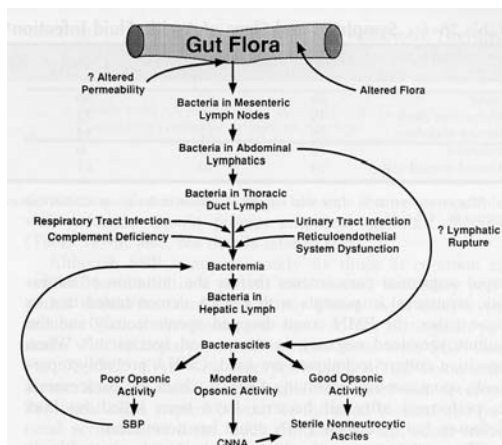 Gut Flora
? Altered
Permeability
Altered Flora
Bacteria in Mesenteric
Lymph Nodes
Bacteria in Abdominal
Lymphatics
Bacteria in Thoracic
Duct Lymph
Respiratory Tract Infection
Urinary Tract Infection
Complement Deficiency
Reticuloendothelial
System Dysfunction
? Lymphatic
Rupture
Bacteremia
Bacteria in
Hepatic Lymph
Bacterascites
Poor Opsonic
Activity
Moderate
Opsonic
Activity
Good Opsonic
Activity
SBP
CNNA
Sterile Nonneutrocytic
Ascites